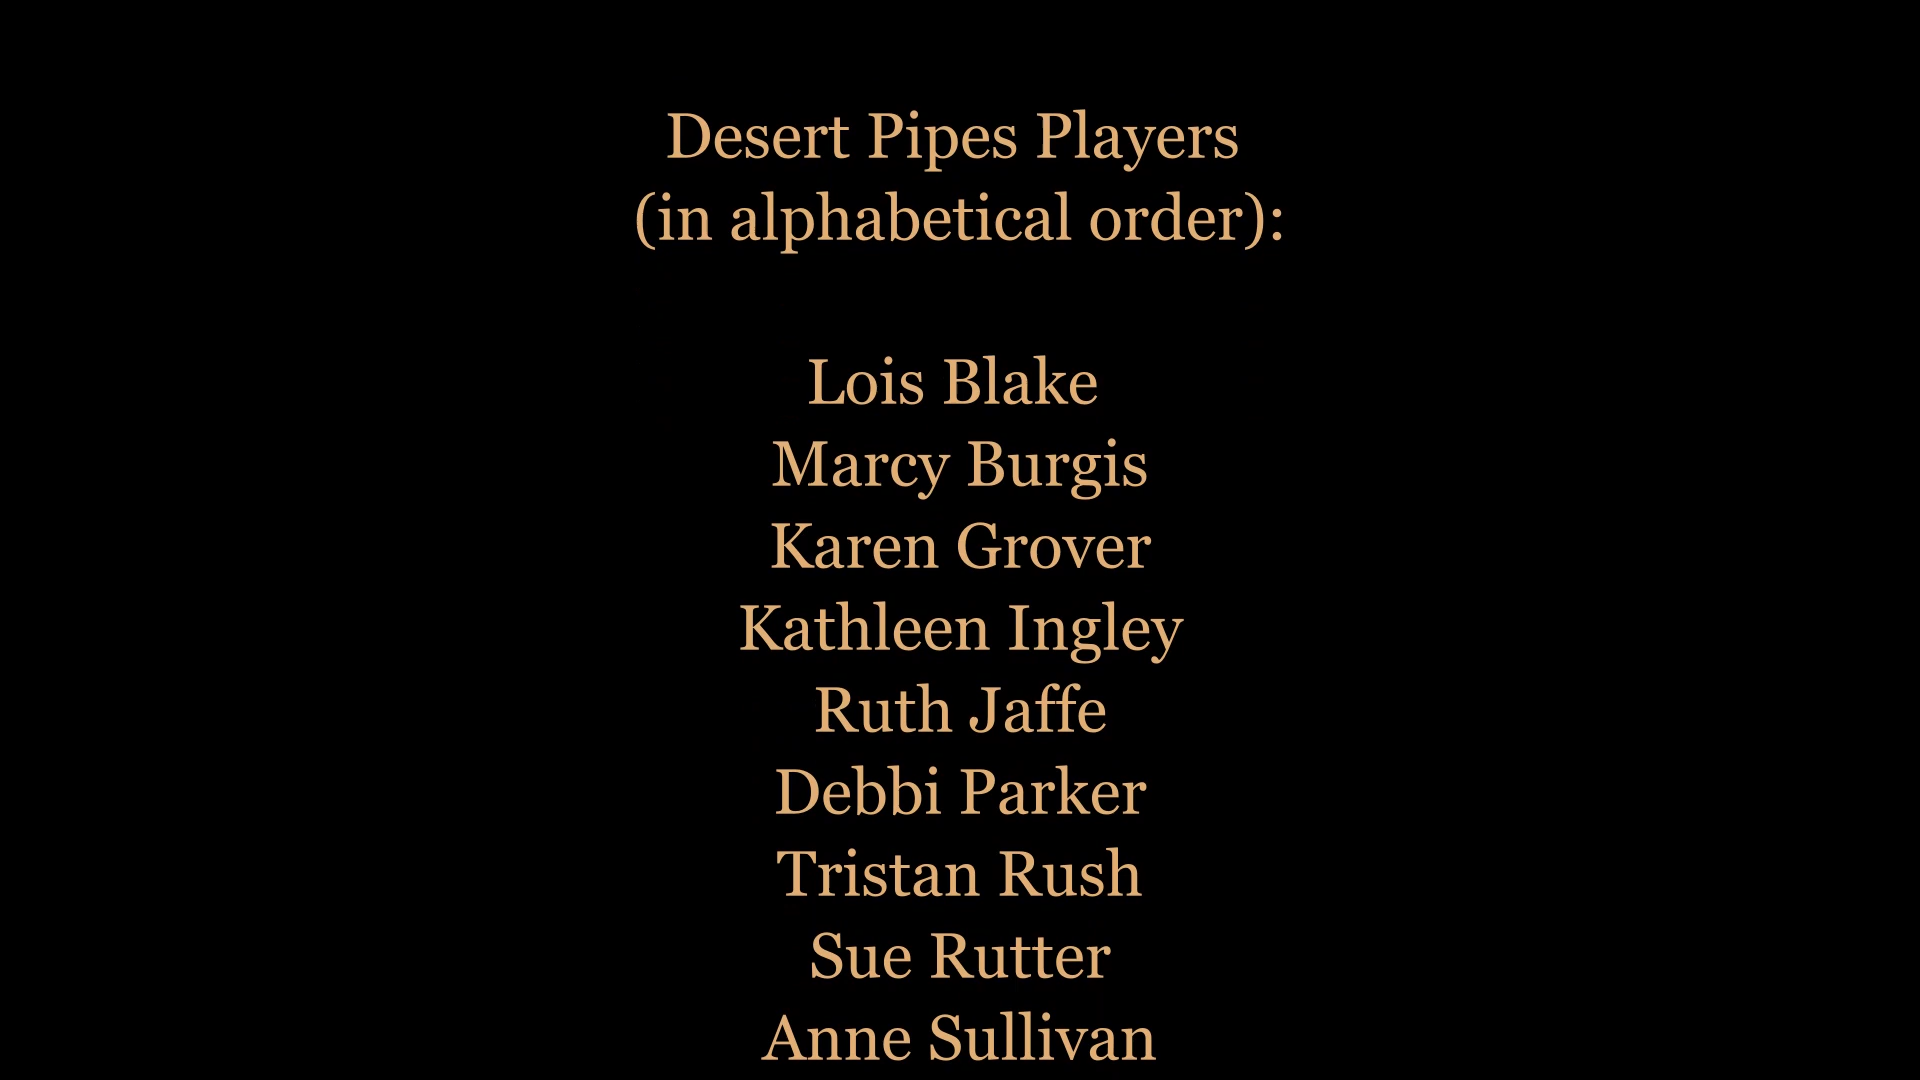 Desert Pipes Players
(in alphabetical order):
Lois Blake
Marcy Burgis
Karen Grover
Kathleen Ingley
Ruth Jaffe
Debbi Parker
Tristan Rush
Sue Rutter
Anne Sullivan